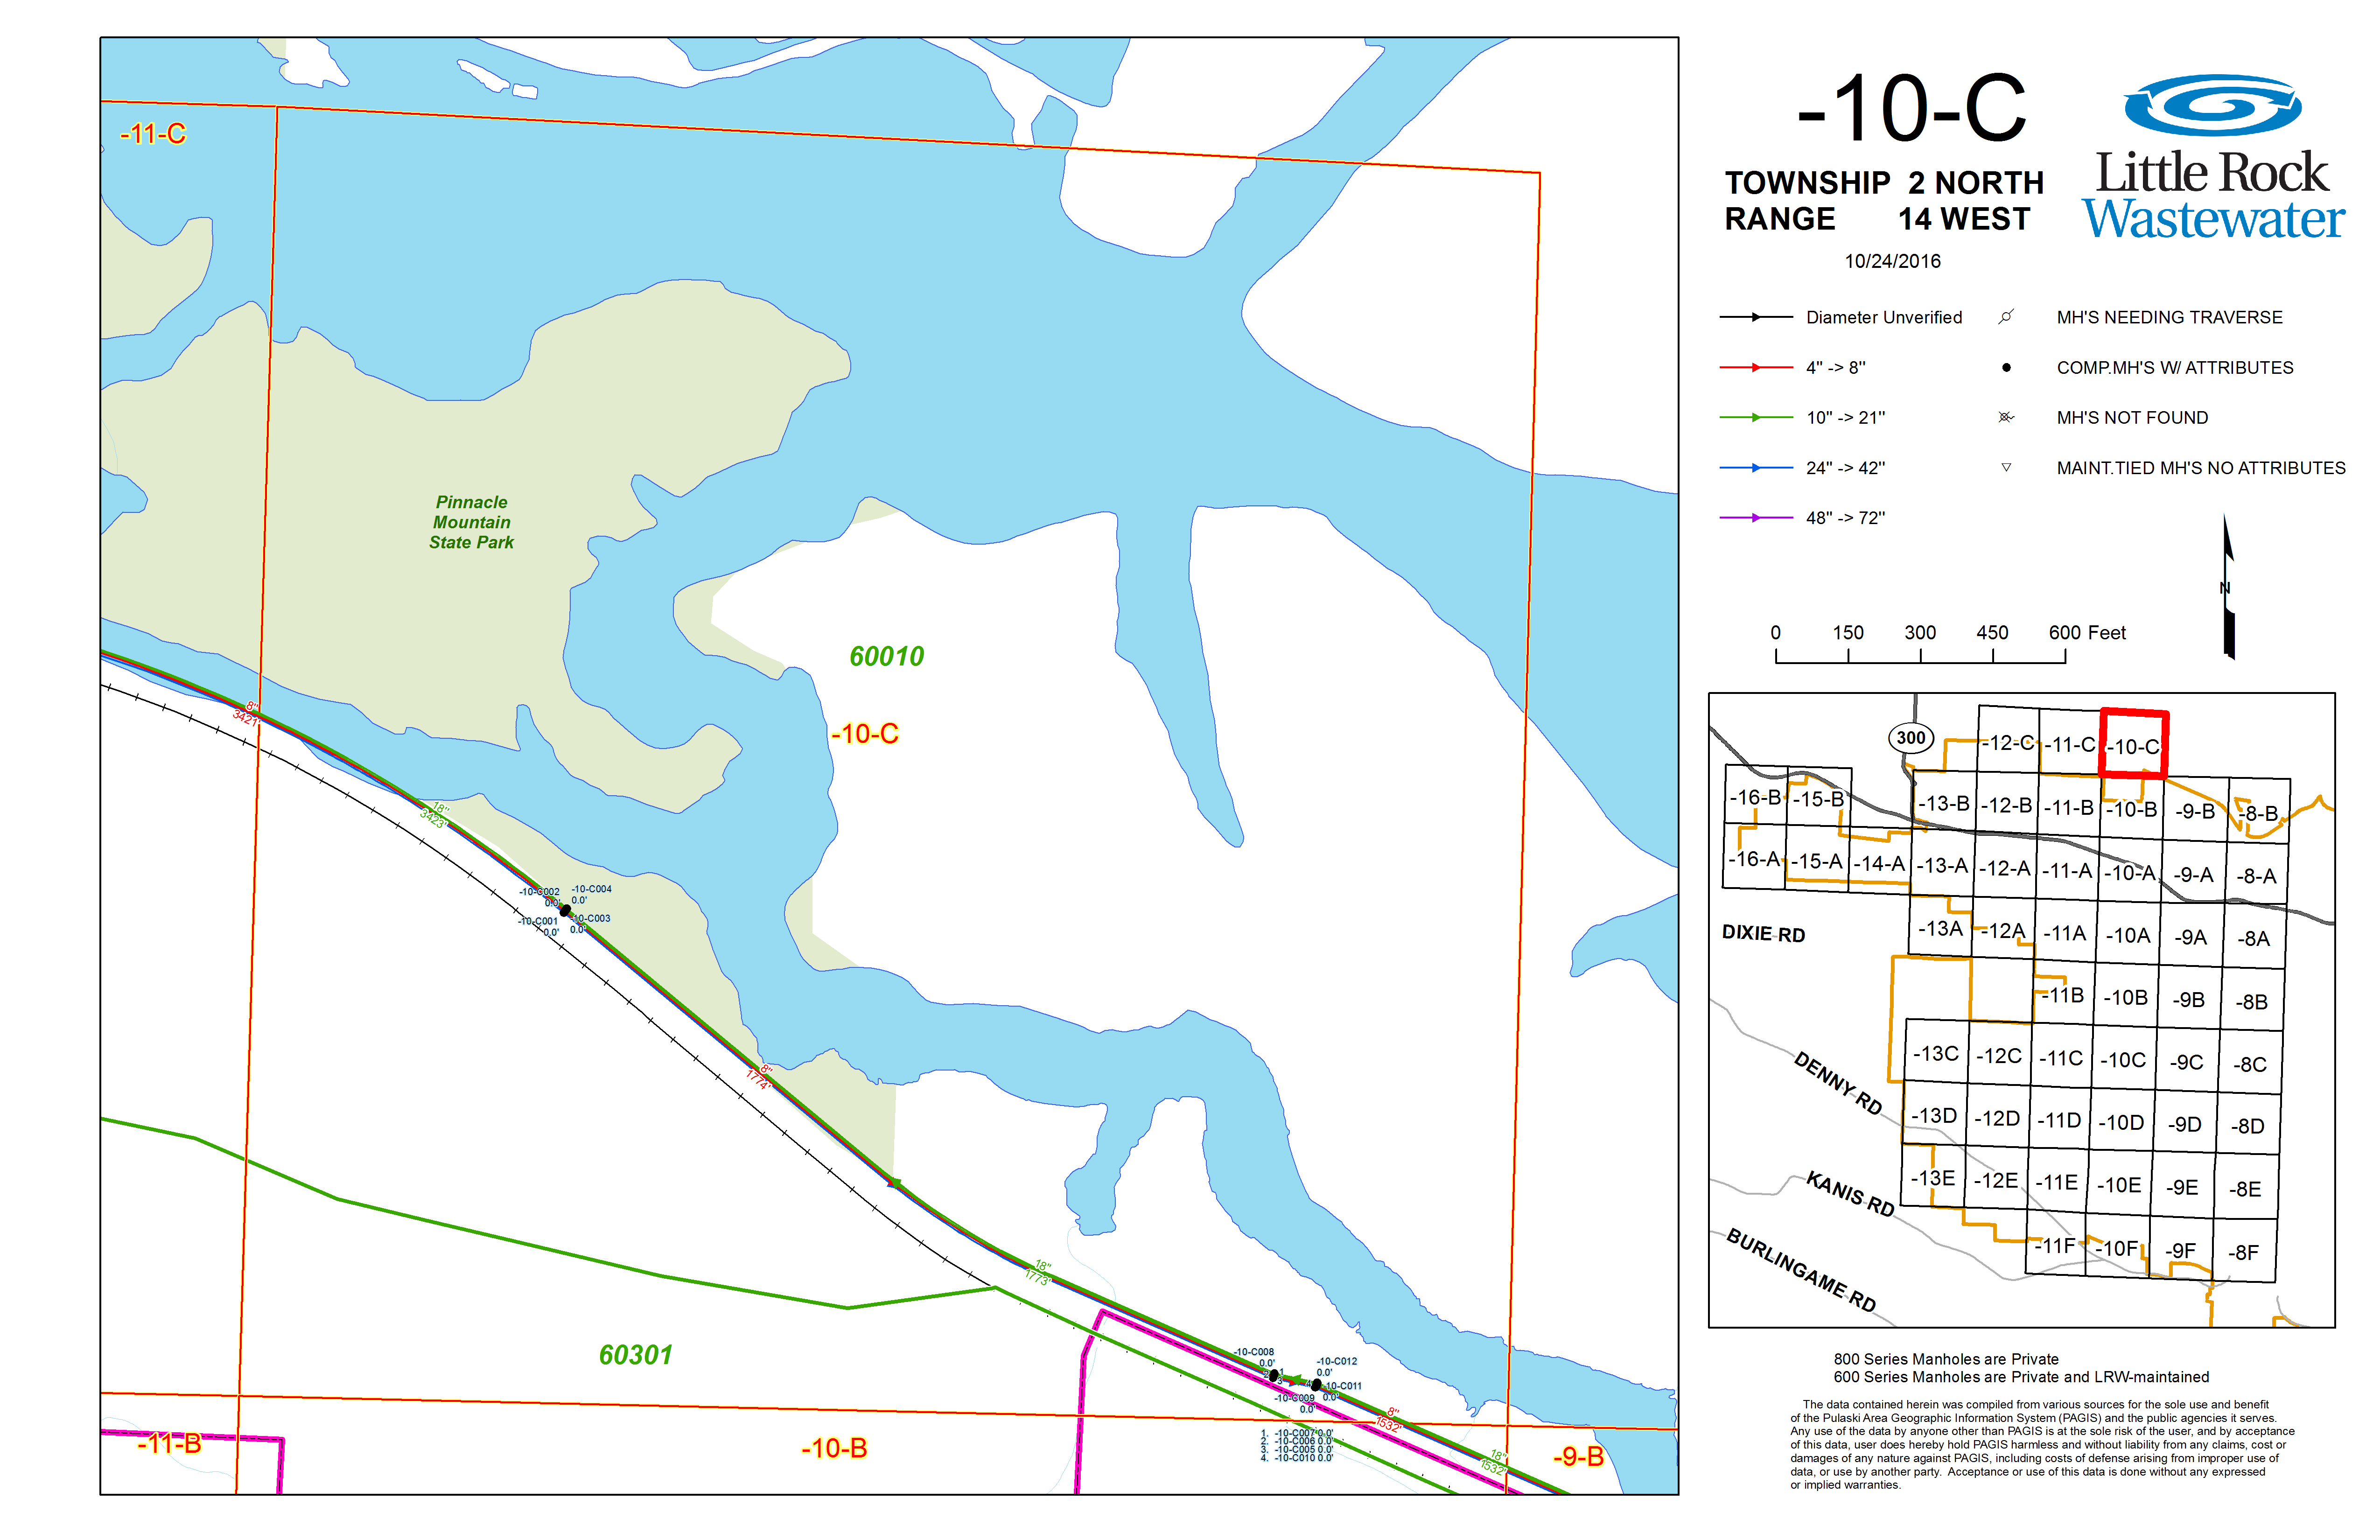 -10-C
TOWNSHIP 2 NORTH
RANGE 14 WEST
10/24/2016
Little Rock
Wastewater
Diameter Unverified
4" -> 8"
10" -> 21"
24" -> 42"
48" -> 72"
MH'S NEEDING TRAVERSE
COMP.MH'S W/ ATTRIBUTES
MH'S NOT FOUND
MAINT.TIED MH'S NO ATTRIBUTES
N
0 150 300 450 600 Feet
-11-C
Pinnacle
Mountain
State Park
60010
-10-C
8"
3421'
18"
3423'
-10-C002
0.0'
-10-C004
0.0'
-10-C001
0.0'
-10-C003
0.0'
8"
1774'
18"
1773'
60301
-10-C008
0.0'
-10-C012
0.0'
-10-C011
0.0'
-10-C009
0.0'
8"
1532'
18"
1532'
1. -10-C007 0.0'
2. -10-C006 0.0'
3. -10-C005 0.0'
4. -10-C010 0.0'
-11-B
-10-B
-9-B
300
-12-C -11-C -10-C
-16-B -15-B -13-B -12-B -11-B -10-B -9-B -8-B
-16-A -15-A -14-A -13-A -12-A -11-A -10-A -9-A -8-A
DIXIE RD
-13A -12A -11A -10A -9A -8A
-11B -10B -9B -8B
DENNY RD
-13C -12C -11C -10C -9C -8C
-13D -12D -11D -10D -9D -8D
KANIS RD
-13E -12E -11E -10E -9E -8E
BURLINGAME RD
-11F -10F -9F -8F
800 Series Manholes are Private
600 Series Manholes are Private and LRW-maintained
The data contained herein was compiled from various sources for the sole use and benefit
of the Pulaski Area Geographic Information System (PAGIS) and the public agencies it serves.
Any use of the data by anyone other than PAGIS is at the sole risk of the user, and by acceptance
of this data, user does hereby hold PAGIS harmless and without liability from any claims, cost or
damages of any nature against PAGIS, including costs of defense arising from improper use of
data, or use by another party. Acceptance or use of this data is done without any expressed
or implied warranties.